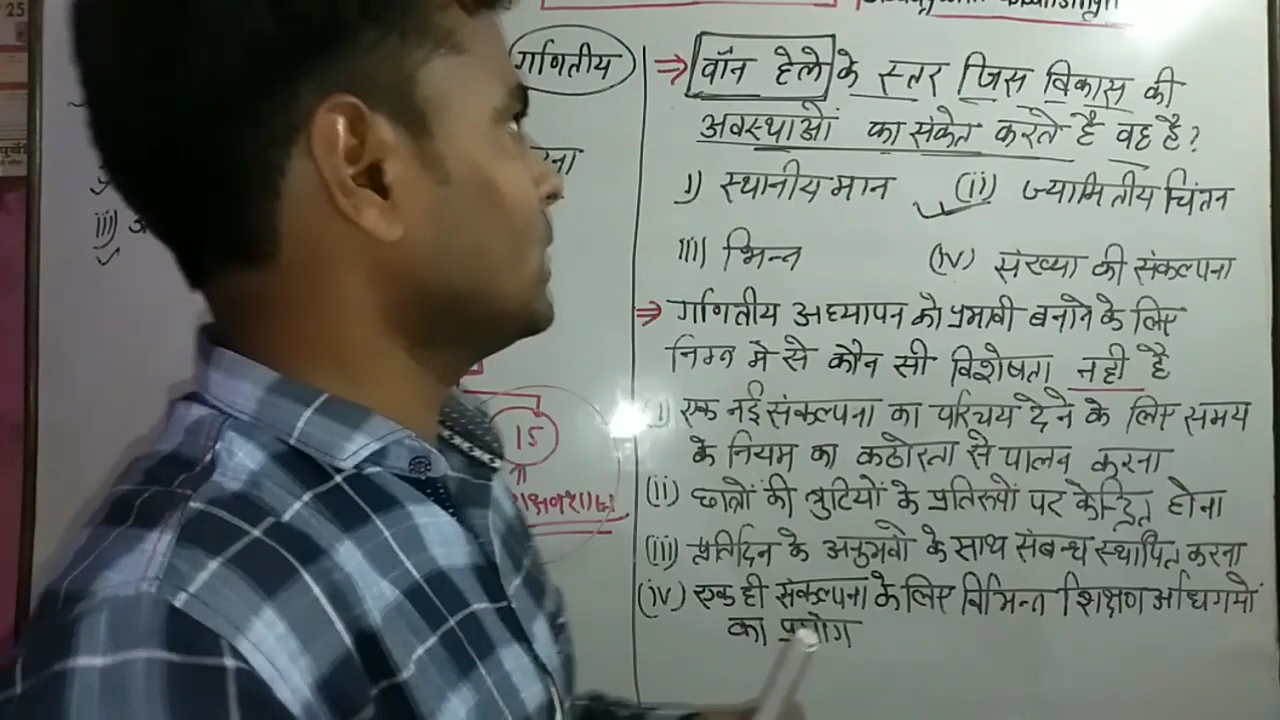 25
गणितीय
iii)
15
⇒ वॉन हेले के स्तर जिस विकास की
अवस्थाओं का संकेत करते है वह है?
i) स्थानीय मान (ii) ज्यामितीय चिंतन
iii) भिन्न (iv) संख्या की संकल्पना
⇒ गणितीय अध्यापन को प्रभावी बनाने के लिए
निम्न मे से कौन सी विशेषता नही है
i) एक नई संकल्पना का परिचय देने के लिए समय
के नियम का कठोरता से पालन करना
(ii) छात्रों की त्रुटियों के प्रतिरूपों पर केन्द्रित होना
(iii) प्रतिदिन के अनुभवो के साथ संबन्ध स्थापित करना
(iv) एक ही संकल्पना के लिए विभिन्न शिक्षण अधिगमों
का प्रयोग